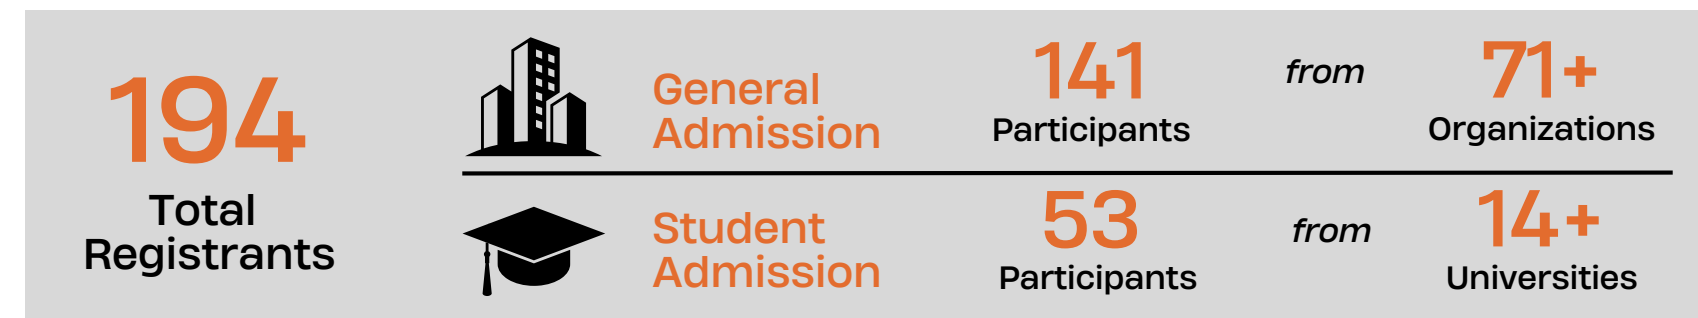 194
Total
Registrants
General
Admission
141
Participants
from
71+
Organizations
Student
Admission
53
Participants
from
14+
Universities